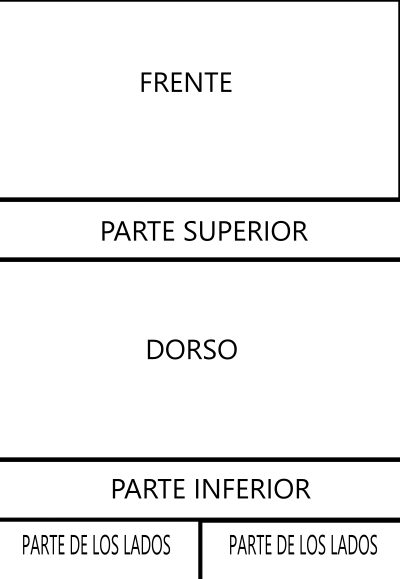 FRENTE
PARTE SUPERIOR
DORSO
PARTE INFERIOR
PARTE DE LOS LADOS
PARTE DE LOS LADOS